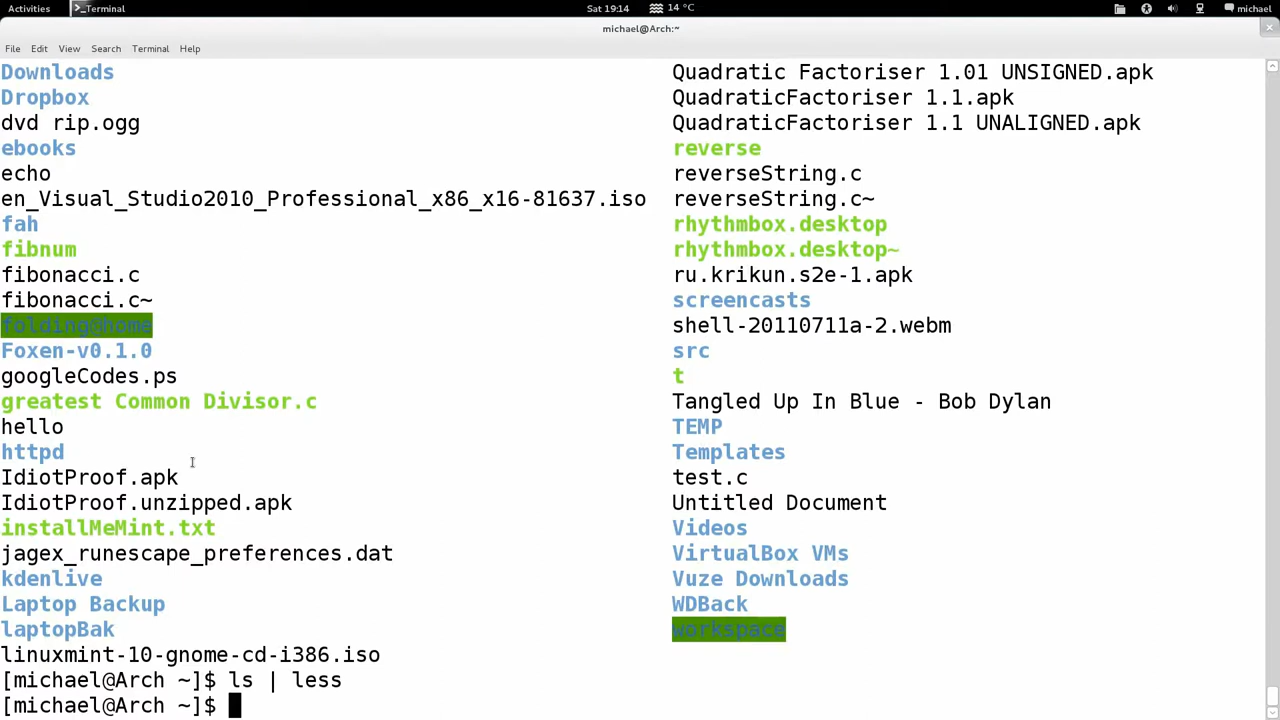 Activities Terminal Sat 19:14 14 °C michael
michael@Arch:~
File Edit View Search Terminal Help
Downloads Quadratic Factoriser 1.01 UNSIGNED.apk
Dropbox QuadraticFactoriser 1.1.apk
dvd rip.ogg QuadraticFactoriser 1.1 UNALIGNED.apk
ebooks reverse
echo reverseString.c
en_Visual_Studio2010_Professional_x86_x16-81637.iso reverseString.c~
fah rhythmbox.desktop
fibnum rhythmbox.desktop~
fibonacci.c ru.krikun.s2e-1.apk
fibonacci.c~ screencasts
folding@home shell-20110711a-2.webm
Foxen-v0.1.0 src
googleCodes.ps t
greatest Common Divisor.c Tangled Up In Blue - Bob Dylan
hello TEMP
httpd Templates
IdiotProof.apk test.c
IdiotProof.unzipped.apk Untitled Document
installMeMint.txt Videos
jagex_runescape_preferences.dat VirtualBox VMs
kdenlive Vuze Downloads
Laptop Backup WDBack
laptopBak workspace
linuxmint-10-gnome-cd-i386.iso
[michael@Arch ~]$ ls | less
[michael@Arch ~]$